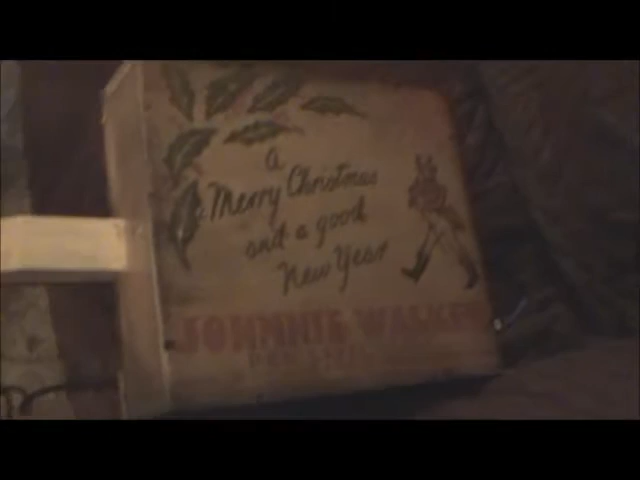 A
Merry Christmas
and a good
New Year
JOHNNIE WALKER